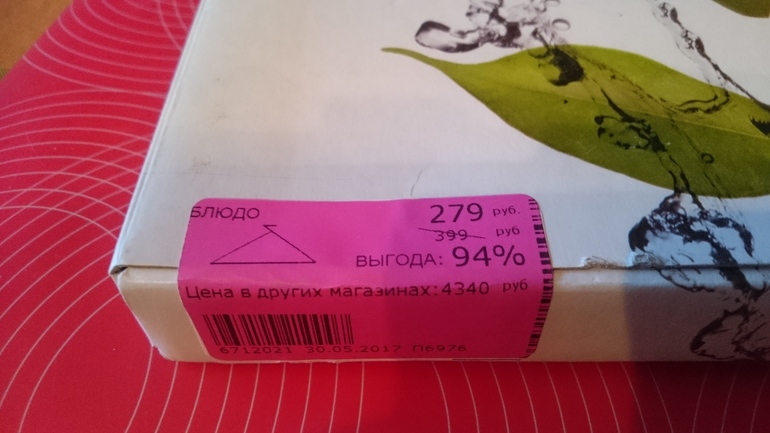 БЛЮДО
279 руб.
399 руб
ВЫГОДА: 94%
Цена в других магазинах: 4340 руб
6712021 30.05.2017 П6976